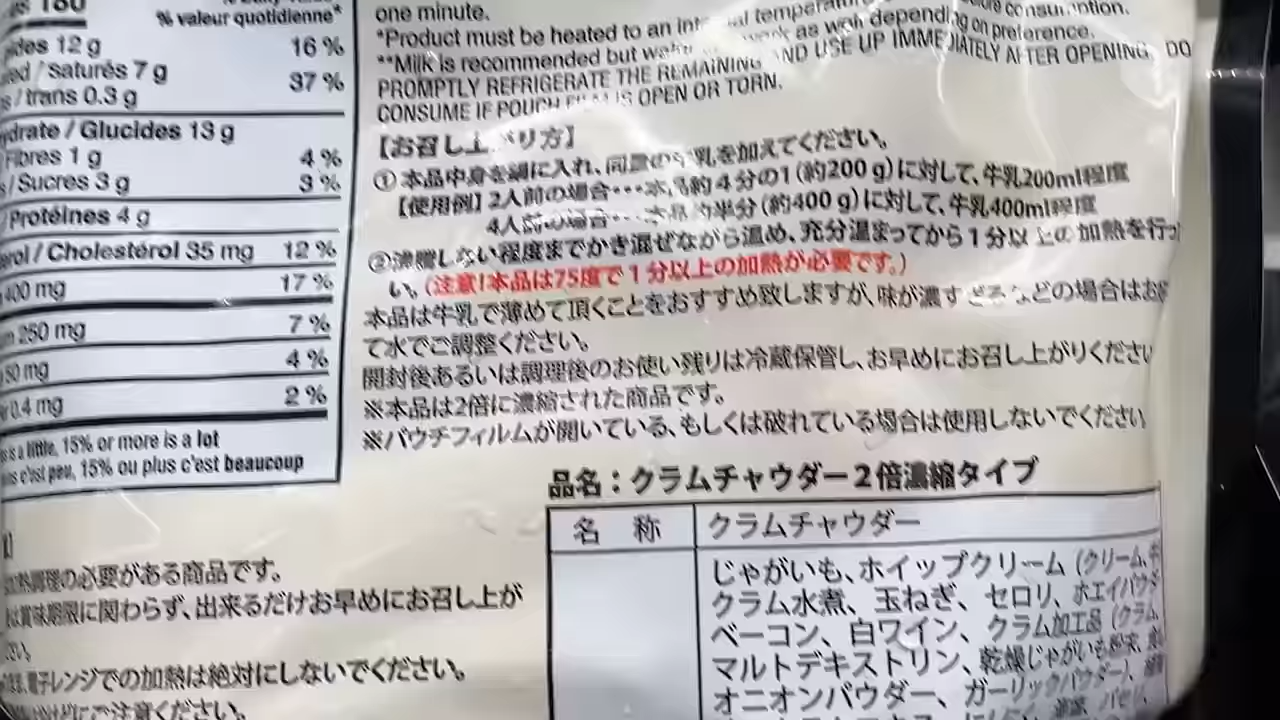 180
% valeur quotidienne*
12 g 16 %
saturés 7 g 37 %
/ trans 0.3 g
/ Glucides 13 g
Fibres 1 g 4 %
/ Sucres 3 g 3 %
Protéines 4 g
/ Cholestérol 35 mg 12 %
400 mg 17 %
250 mg 7 %
50 mg 4 %
0.4 mg 2 %
is a little, 15% or more is a lot
c'est peu, 15% ou plus c'est beaucoup
one minute.
*Product must be heated to an
**Milk is recommended but work as well depending on preference.
PROMPTLY REFRIGERATE THE REMAINING AND USE UP IMMEDIATELY AFTER OPENING. DO
CONSUME IF POUCH FILM IS OPEN OR TORN.
【お召し上がり方】
①本品中身を鍋に入れ、同量の牛乳を加えてください。
【使用例】2人前の場合・・・本品約4分の1(約200 g)に対して、牛乳200ml程度
4人前の場合・・・本品約半分(約400 g)に対して、牛乳400ml程度
②沸騰しない程度までかき混ぜながら温め、充分温まってから1分以上の加熱を行っ
い。(注意!本品は75度で1分以上の加熱が必要です。)
本品は牛乳で薄めて頂くことをおすすめ致しますが、味が濃すぎるなどの場合はお
て水でご調整ください。
開封後あるいは調理後のお使い残りは冷蔵保管し、お早めにお召し上がりください
※本品は2倍に濃縮された商品です。
※パウチフィルムが開いている、もしくは破れている場合は使用しないでください
品名：クラムチャウダー2倍濃縮タイプ
名 称 クラムチャウダー
じゃがいも、ホイップクリーム(クリーム、
クラム水煮、玉ねぎ、セロリ、ホエイパウダ
ベーコン、白ワイン、クラム加工品(クラム
マルトデキストリン、乾燥じゃがいも粉末、
オニオンパウダー、ガーリックパウダー)、
加熱調理の必要がある商品です。
賞味期限に関わらず、出来るだけお早めにお召し上が
さい。
電子レンジでの加熱は絶対にしないでください。
ご注意ください。